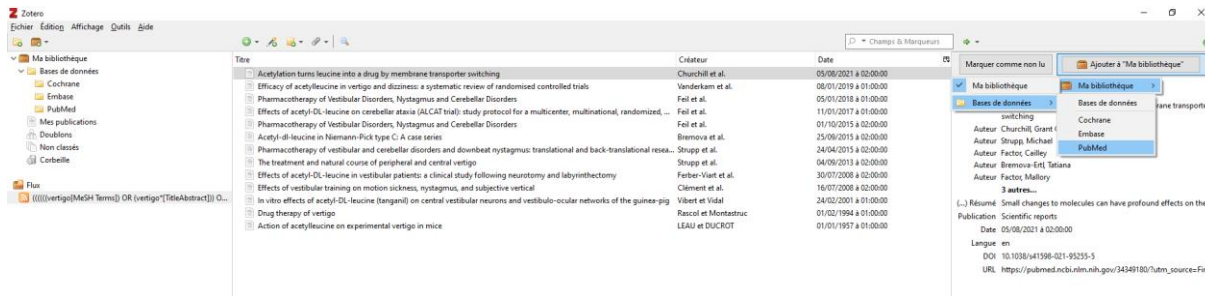 Zotero
Fichier Édition Affichage Outils Aide
Champs & Marqueurs
Ma bibliothèque
Bases de données
Cochrane
Embase
PubMed
Mes publications
Doublons
Non classés
Corbeille
Flux
((((((vertigo[MeSH Terms]) OR (vertigo*[Title/Abstract])) O...
Titre Créateur Date
Acetylation turns leucine into a drug by membrane transporter switching Churchill et al. 05/08/2021 à 02:00:00
Efficacy of acetylleucine in vertigo and dizziness: a systematic review of randomised controlled trials Vanderkam et al. 08/01/2019 à 01:00:00
Pharmacotherapy of Vestibular Disorders, Nystagmus and Cerebellar Disorders Feil et al. 05/01/2018 à 01:00:00
Effects of acetyl-DL-leucine on cerebellar ataxia (ALCAT trial): study protocol for a multicenter, multinational, randomized, ... Feil et al. 11/01/2017 à 01:00:00
Pharmacotherapy of Vestibular Disorders, Nystagmus and Cerebellar Disorders Feil et al. 01/10/2015 à 02:00:00
Acetyl-dl-leucine in Niemann-Pick type C: A case series Bremova et al. 25/09/2015 à 02:00:00
Pharmacotherapy of vestibular and cerebellar disorders and downbeat nystagmus: translational and back-translational resea... Strupp et al. 24/04/2015 à 02:00:00
The treatment and natural course of peripheral and central vertigo Strupp et al. 04/09/2013 à 02:00:00
Effects of acetyl-DL-leucine in vestibular patients: a clinical study following neurotomy and labyrinthectomy Ferber-Viart et al. 30/07/2008 à 02:00:00
Effects of vestibular training on motion sickness, nystagmus, and subjective vertical Clément et al. 16/07/2008 à 02:00:00
In vitro effects of acetyl-DL-leucine (tanganil) on central vestibular neurons and vestibulo-ocular networks of the guinea-pig Vibert et Vidal 24/02/2001 à 01:00:00
Drug therapy of vertigo Rascol et Montastruc 01/02/1994 à 01:00:00
Action of acetylleucine on experimental vertigo in mice LEAU et DUCROT 01/01/1957 à 01:00:00
Marquer comme non lu Ajouter à "Ma bibliothèque"
Ma bibliothèque Ma bibliothèque
Bases de données Bases de données
Cochrane
Embase
PubMed
rane transporte
switching
Auteur Churchill, Grant
Auteur Strupp, Michael
Auteur Factor, Cailley
Auteur Bremova-Ertl, Tatiana
Auteur Factor, Mallory
3 autres...
(...) Résumé Small changes to molecules can have profound effects on the
Publication Scientific reports
Date 05/08/2021 à 02:00:00
Langue en
DOI 10.1038/s41598-021-95255-5
URL https://pubmed.ncbi.nlm.nih.gov/34349180/?utm_source=Fir